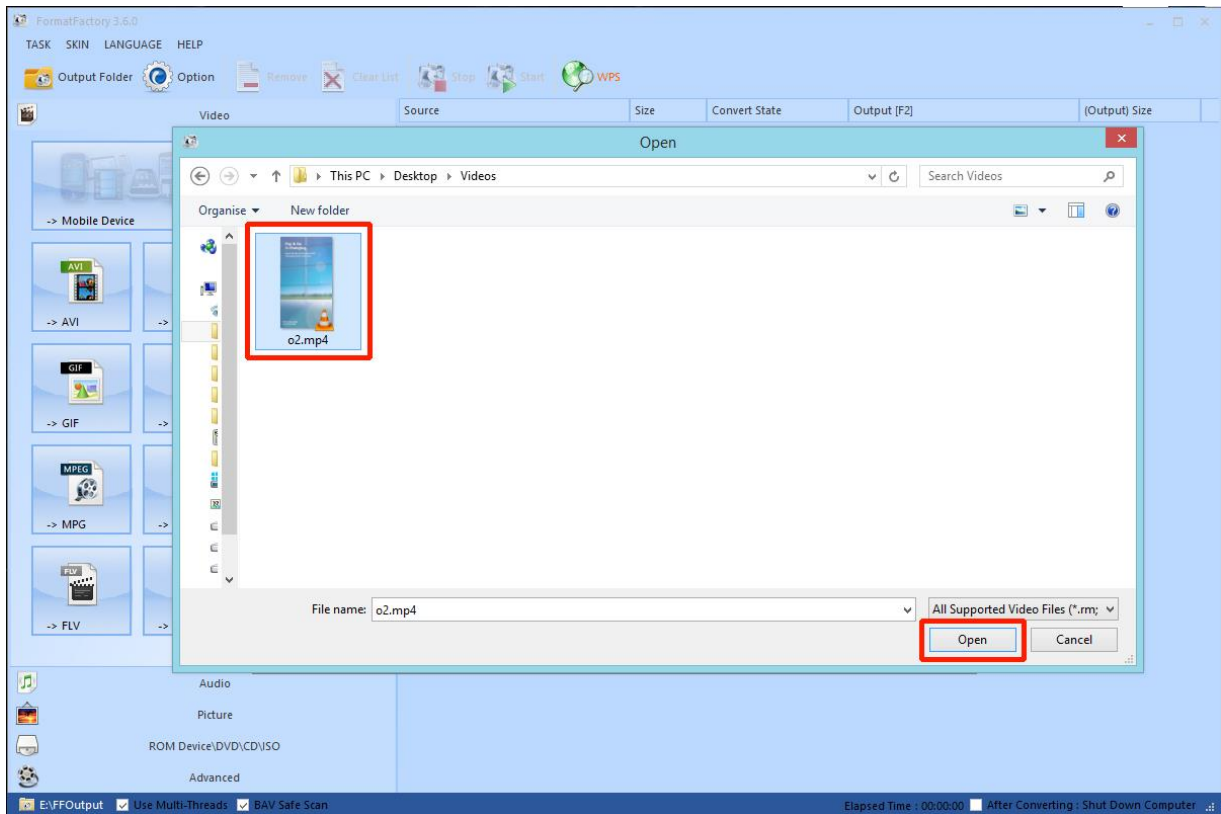 FormatFactory 3.6.0
TASK SKIN LANGUAGE HELP
Output Folder Option Remove Clear List Stop Start WPS
Video Source Size Convert State Output [F2] (Output) Size
Open
This PC Desktop Videos Search Videos
Organise New folder
-> Mobile Device
AVI
-> AVI ->
o2.mp4
GIF
-> GIF ->
MPEG
-> MPG ->
FLV
-> FLV ->
File name: o2.mp4 All Supported Video Files (*.rm;
Open Cancel
Audio
Picture
ROM Device\DVD\CD\ISO
Advanced
E:\FFOutput Use Multi-Threads BAV Safe Scan Elapsed Time : 00:00:00 After Converting : Shut Down Computer